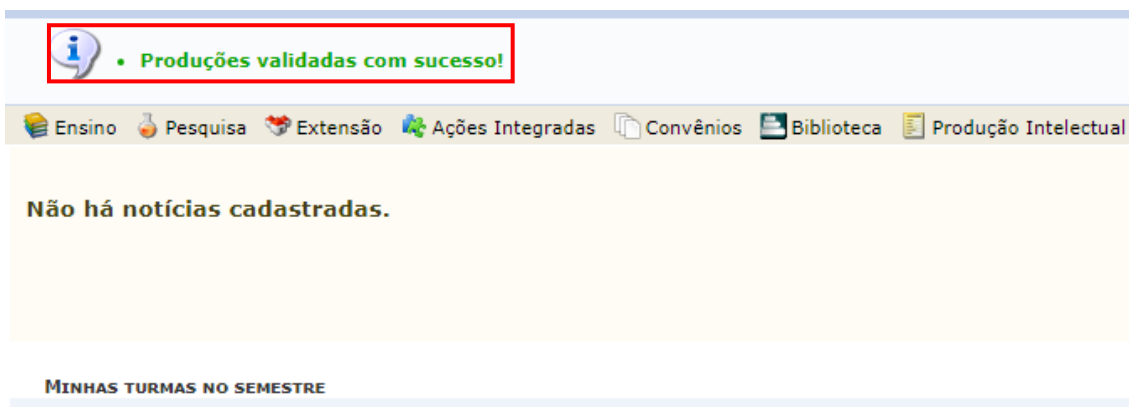 • Produções validadas com sucesso!
Ensino Pesquisa Extensão Ações Integradas Convênios Biblioteca Produção Intelectual
Não há notícias cadastradas.
MINHAS TURMAS NO SEMESTRE